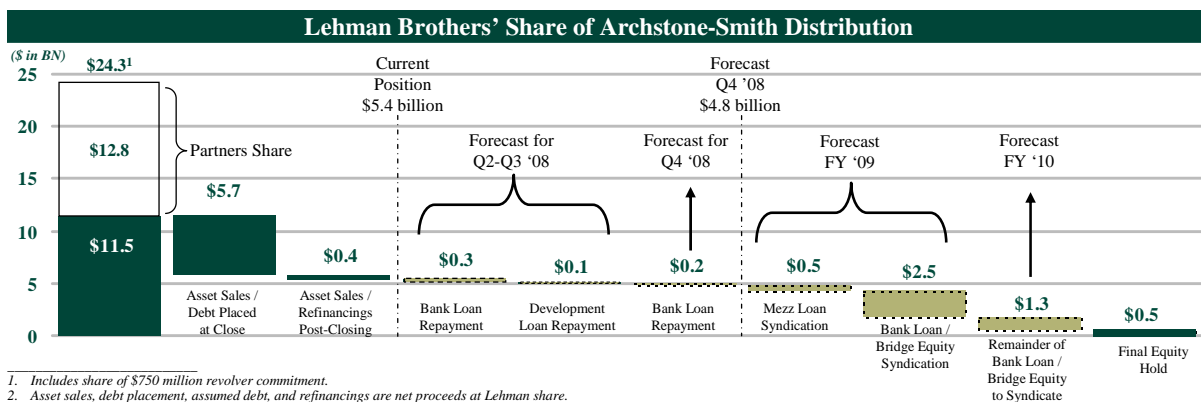 Lehman Brothers’ Share of Archstone-Smith Distribution
($ in BN)
$24.3¹
25
20
15
10
5
0
$12.8
$11.5
Partners Share
$5.7
Asset Sales /
Debt Placed
at Close
$0.4
Asset Sales /
Refinancings
Post-Closing
Current
Position
$5.4 billion
Forecast for
Q2-Q3 ‘08
$0.3
Bank Loan
Repayment
$0.1
Development
Loan Repayment
Forecast for
Q4 ‘08
$0.2
Bank Loan
Repayment
Forecast
Q4 ’08
$4.8 billion
Forecast
FY ‘09
$0.5
Mezz Loan
Syndication
$2.5
Bank Loan /
Bridge Equity
Syndication
Forecast
FY ‘10
$1.3
Remainder of
Bank Loan /
Bridge Equity
to Syndicate
$0.5
Final Equity
Hold
1. Includes share of $750 million revolver commitment.
2. Asset sales, debt placement, assumed debt, and refinancings are net proceeds at Lehman share.